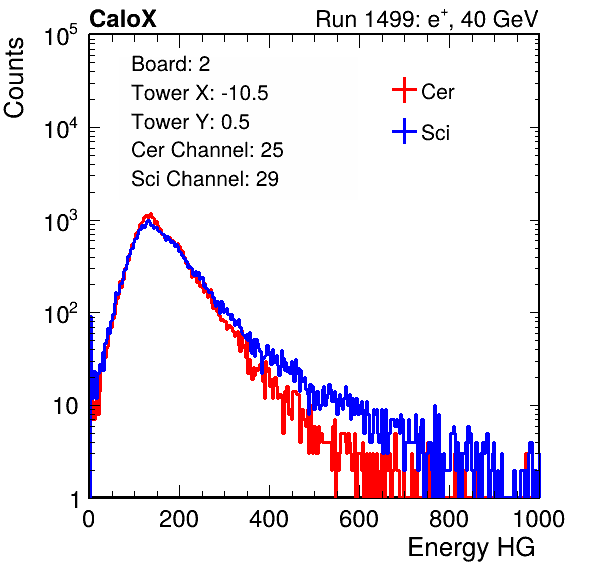 CaloX Run 1499: e⁺, 40 GeV
Counts
10⁵
10⁴
10³
10²
10
1
Board: 2
Tower X: -10.5
Tower Y: 0.5
Cer Channel: 25
Sci Channel: 29
Cer
Sci
0 200 400 600 800 1000
Energy HG